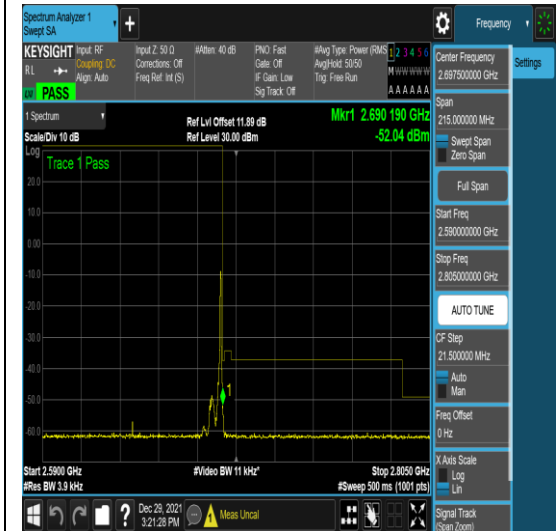 Spectrum Analyzer 1
Swept SA
+
Frequency
KEYSIGHT
RL
PASS
Input: RF
Coupling: DC
Align: Auto
Input Z: 50 Ω
Corrections: Off
Freq Ref: Int (S)
#Atten: 40 dB
PNO: Fast
Gate: Off
IF Gain: Low
Sig Track: Off
#Avg Type: Power (RMS
Avg|Hold: 50/50
Trig: Free Run
1 2 3 4 5 6
M W W W W W
A A A A A A
1 Spectrum
Scale/Div 10 dB
Ref Lvl Offset 11.89 dB
Ref Level 30.00 dBm
Mkr1 2.690 190 GHz
-52.04 dBm
Log
Trace 1 Pass
20.0
10.0
0.00
-10.0
-20.0
-30.0
-40.0
-50.0
-60.0
1
Start 2.5900 GHz
#Res BW 3.9 kHz
#Video BW 11 kHz*
Stop 2.8050 GHz
#Sweep 500 ms (1001 pts)
?
Dec 29, 2021
3:21:28 PM
Meas Uncal
Center Frequency
2.697500000 GHz
Settings
Span
215.000000 MHz
Swept Span
Zero Span
Full Span
Start Freq
2.590000000 GHz
Stop Freq
2.805000000 GHz
AUTO TUNE
CF Step
21.500000 MHz
Auto
Man
Freq Offset
0 Hz
X Axis Scale
Log
Lin
Signal Track
(Span Zoom)